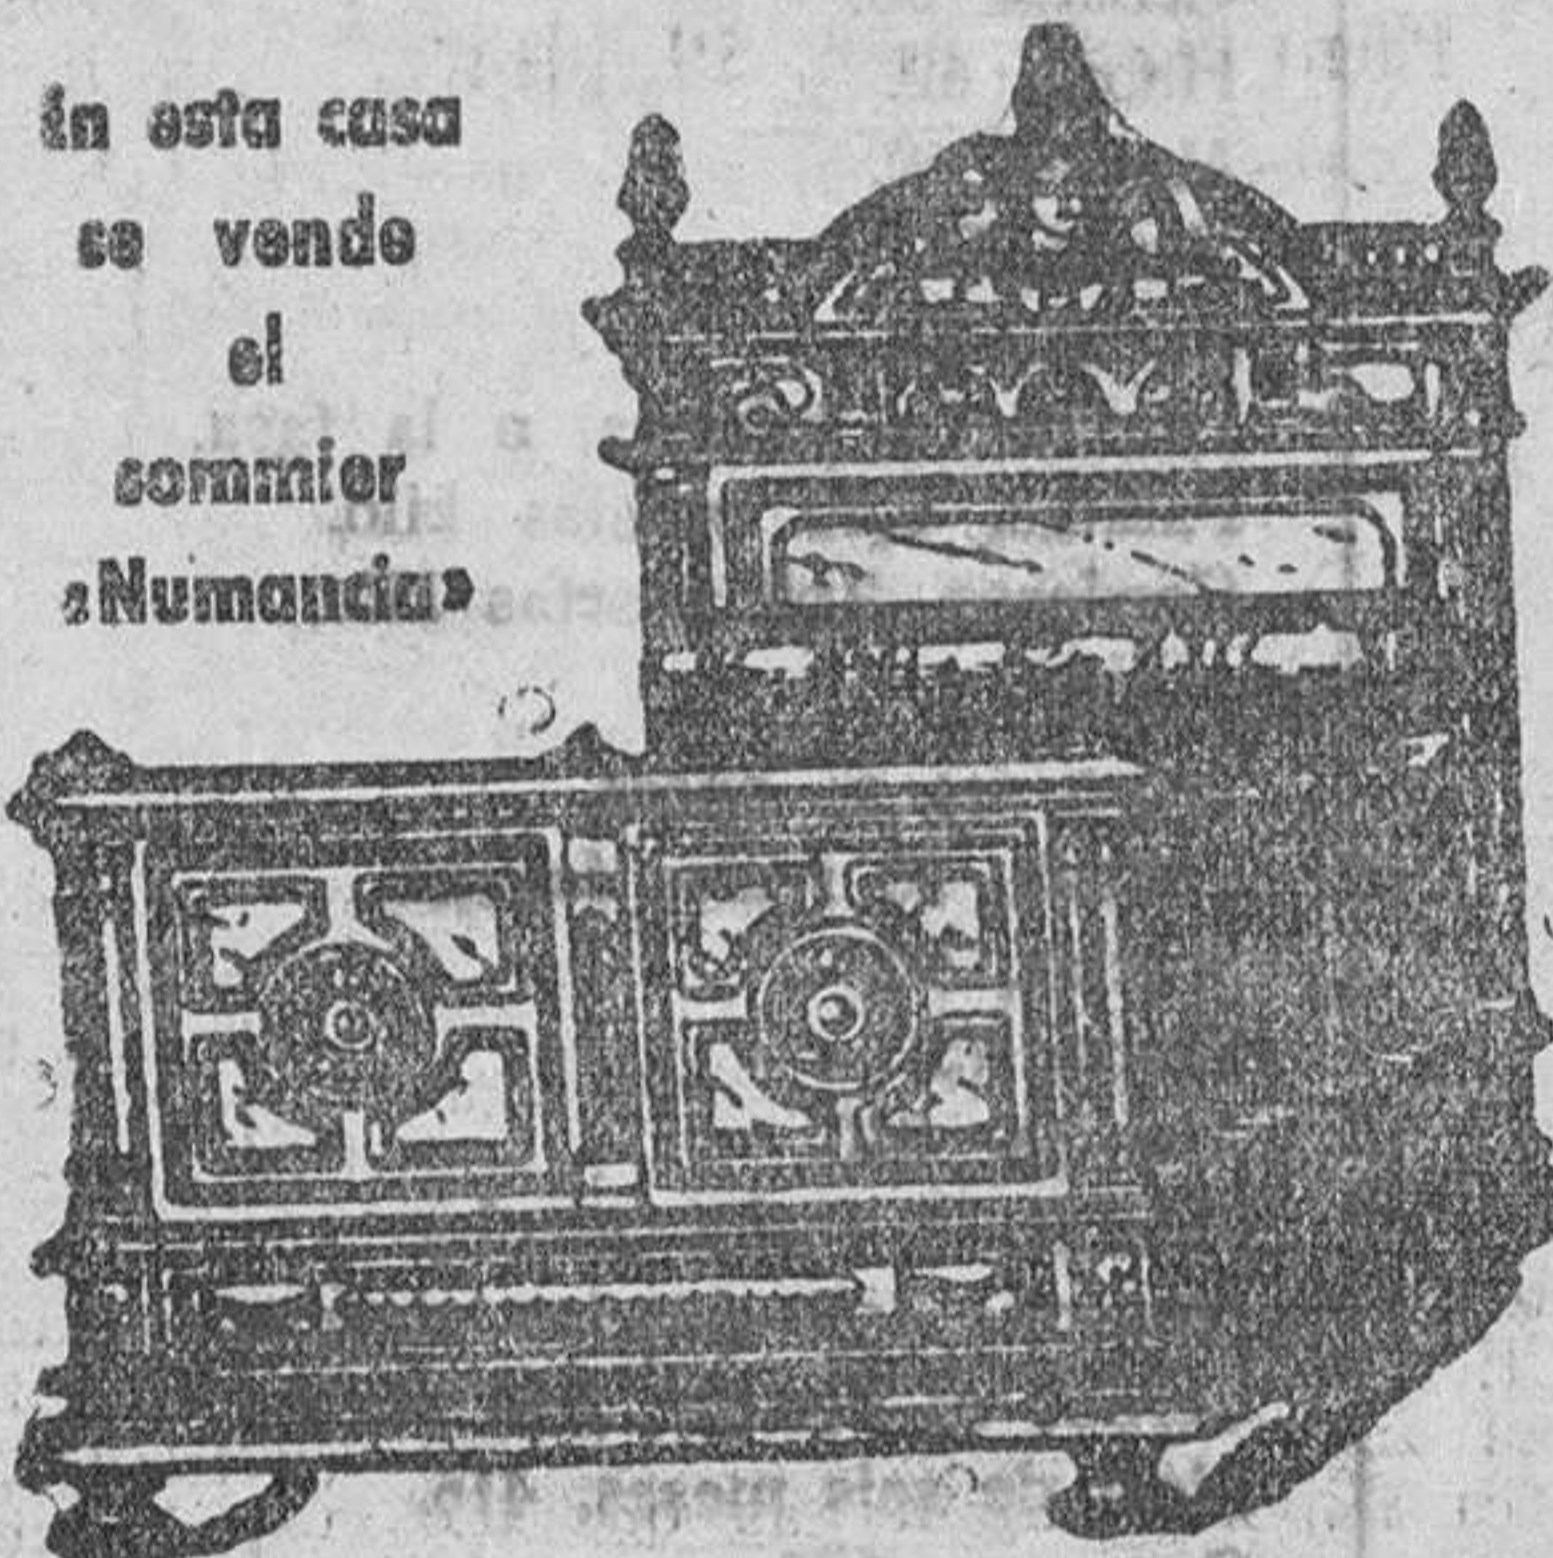 En esta casa
se vende
el
sommier
«Numancia»